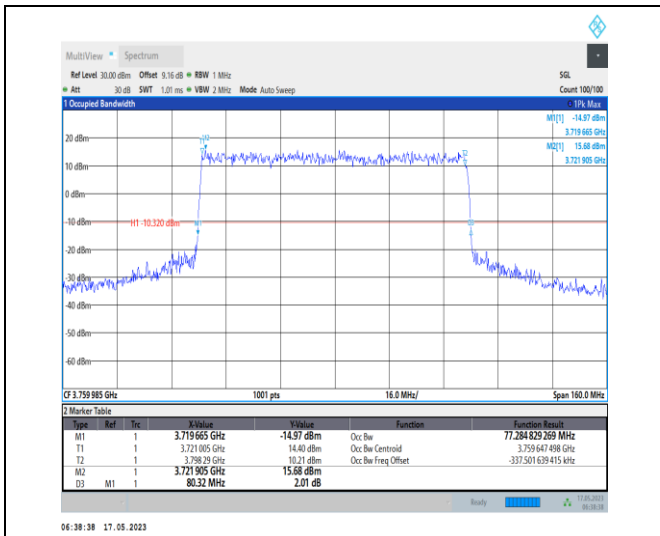 MultiView Spectrum
Ref Level 30.00 dBm Offset 9.16 dB RBW 1 MHz SGL
Att 30 dB SWT 1.01 ms VBW 2 MHz Mode Auto Sweep Count 100/100
1 Occupied Bandwidth 1Pk Max
M1[1] -14.97 dBm
3.719 665 GHz
M2[1] 15.68 dBm
3.721 905 GHz
20 dBm
10 dBm
0 dBm
-10 dBm
H1 -10.320 dBm
-20 dBm
-30 dBm
-40 dBm
-50 dBm
-60 dBm
CF 3.759 985 GHz 1001 pts 16.0 MHz/ Span 160.0 MHz
2 Marker Table
Type Ref Trc X-Value Y-Value Function Function Result
M1 1 3.719 665 GHz -14.97 dBm Occ Bw 77.284 829 269 MHz
T1 1 3.721 005 GHz 14.40 dBm Occ Bw Centroid 3.759 647 498 GHz
T2 1 3.798 29 GHz 10.21 dBm Occ Bw Freq Offset -337.501 639 415 kHz
M2 1 3.721 905 GHz 15.68 dBm
D3 M1 1 80.32 MHz 2.01 dB
Ready 17.05.2023
06:38:38
06:38:38 17.05.2023